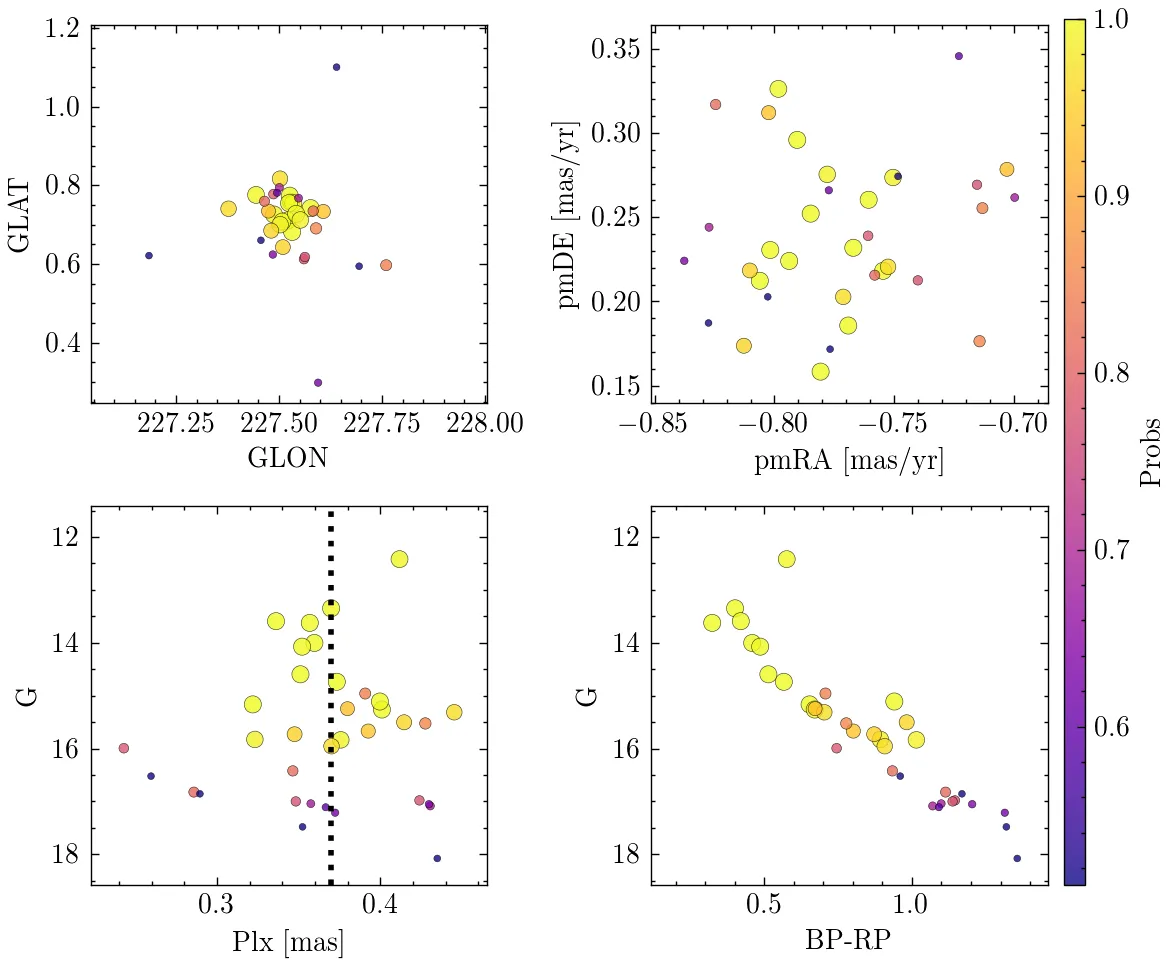 1.2
1.0
0.8
0.6
0.4
GLAT
227.25 227.50 227.75 228.00
GLON
0.35
0.30
0.25
0.20
0.15
pmDE [mas/yr]
−0.85 −0.80 −0.75 −0.70
pmRA [mas/yr]
1.0
0.9
0.8
0.7
0.6
Probs
12
14
16
18
G
0.3 0.4
Plx [mas]
12
14
16
18
G
0.5 1.0
BP-RP